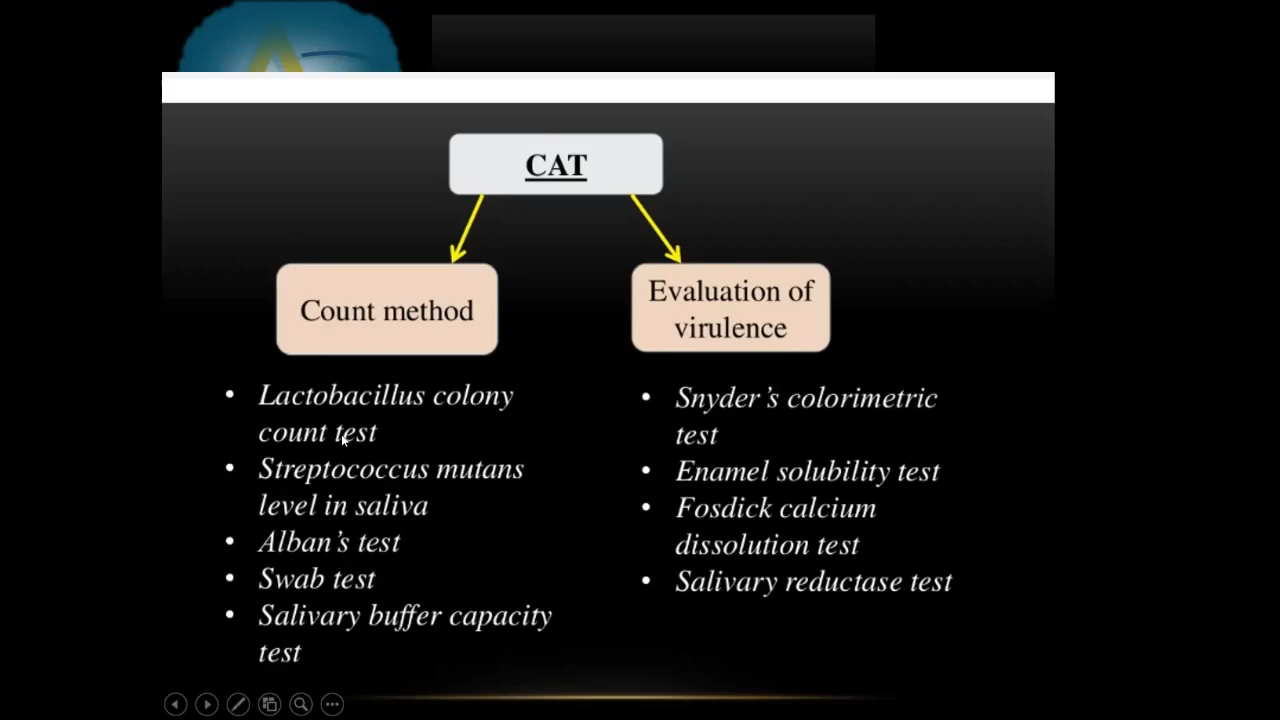 CAT
Count method
Evaluation of
virulence
• Lactobacillus colony
count test
• Streptococcus mutans
level in saliva
• Alban's test
• Swab test
• Salivary buffer capacity
test
• Snyder's colorimetric
test
• Enamel solubility test
• Fosdick calcium
dissolution test
• Salivary reductase test